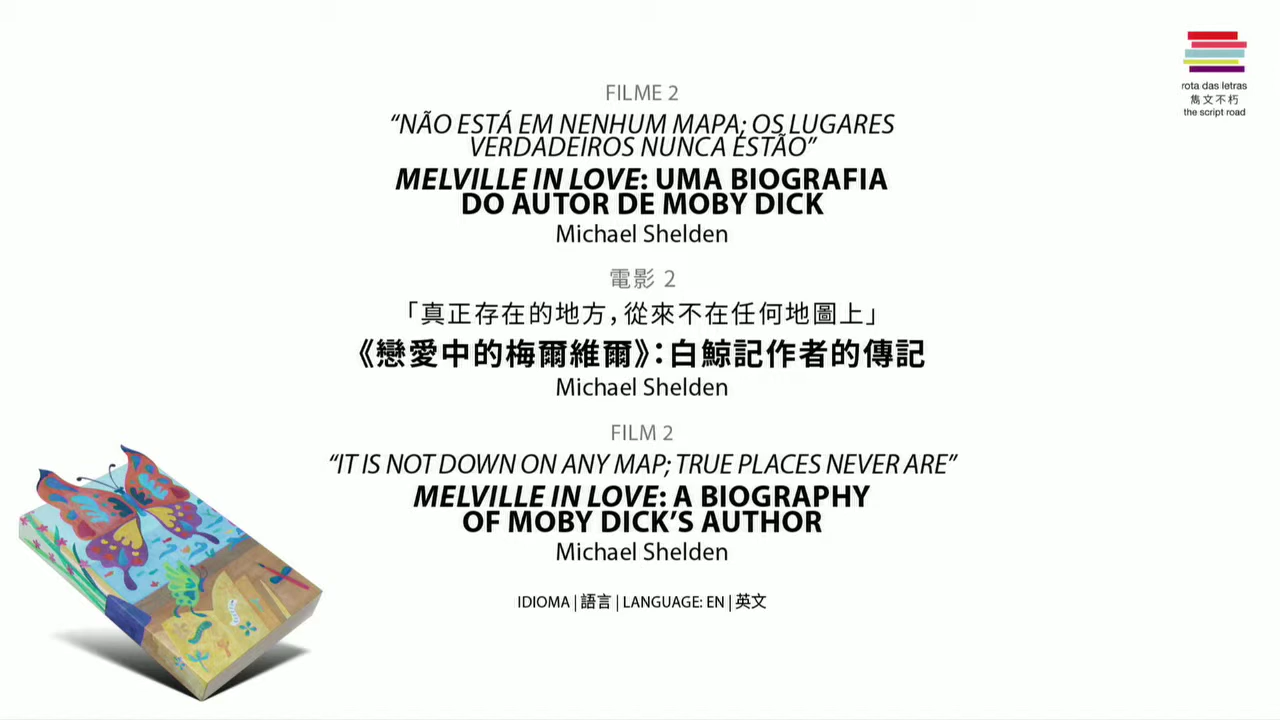 rota das letras
雋文不朽
the script road
FILME 2
“NÃO ESTÁ EM NENHUM MAPA; OS LUGARES
VERDADEIROS NUNCA ESTÃO”
MELVILLE IN LOVE: UMA BIOGRAFIA
DO AUTOR DE MOBY DICK
Michael Shelden
電影 2
「真正存在的地方,從來不在任何地圖上」
《戀愛中的梅爾維爾》:白鯨記作者的傳記
Michael Shelden
FILM 2
“IT IS NOT DOWN ON ANY MAP; TRUE PLACES NEVER ARE”
MELVILLE IN LOVE: A BIOGRAPHY
OF MOBY DICK’S AUTHOR
Michael Shelden
IDIOMA | 語言 | LANGUAGE: EN | 英文